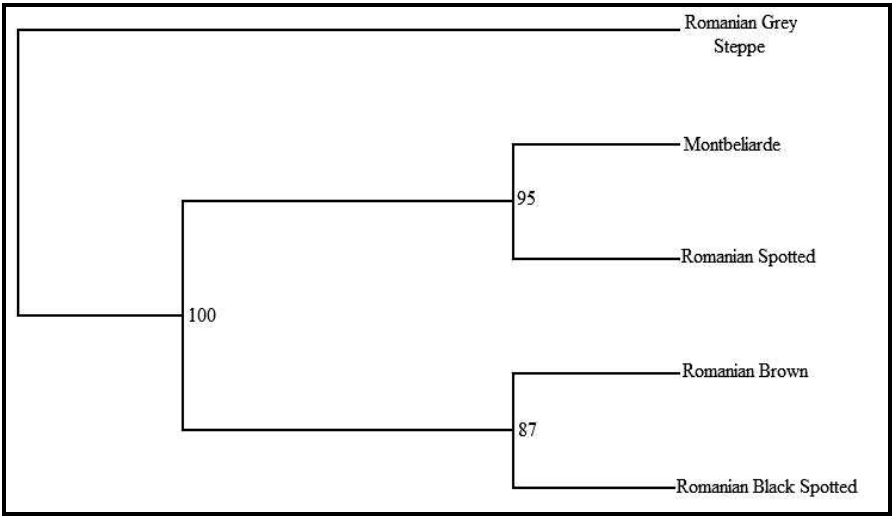 Romanian Grey
Steppe
Montbeliarde
95
Romanian Spotted
100
Romanian Brown
87
Romanian Black Spotted